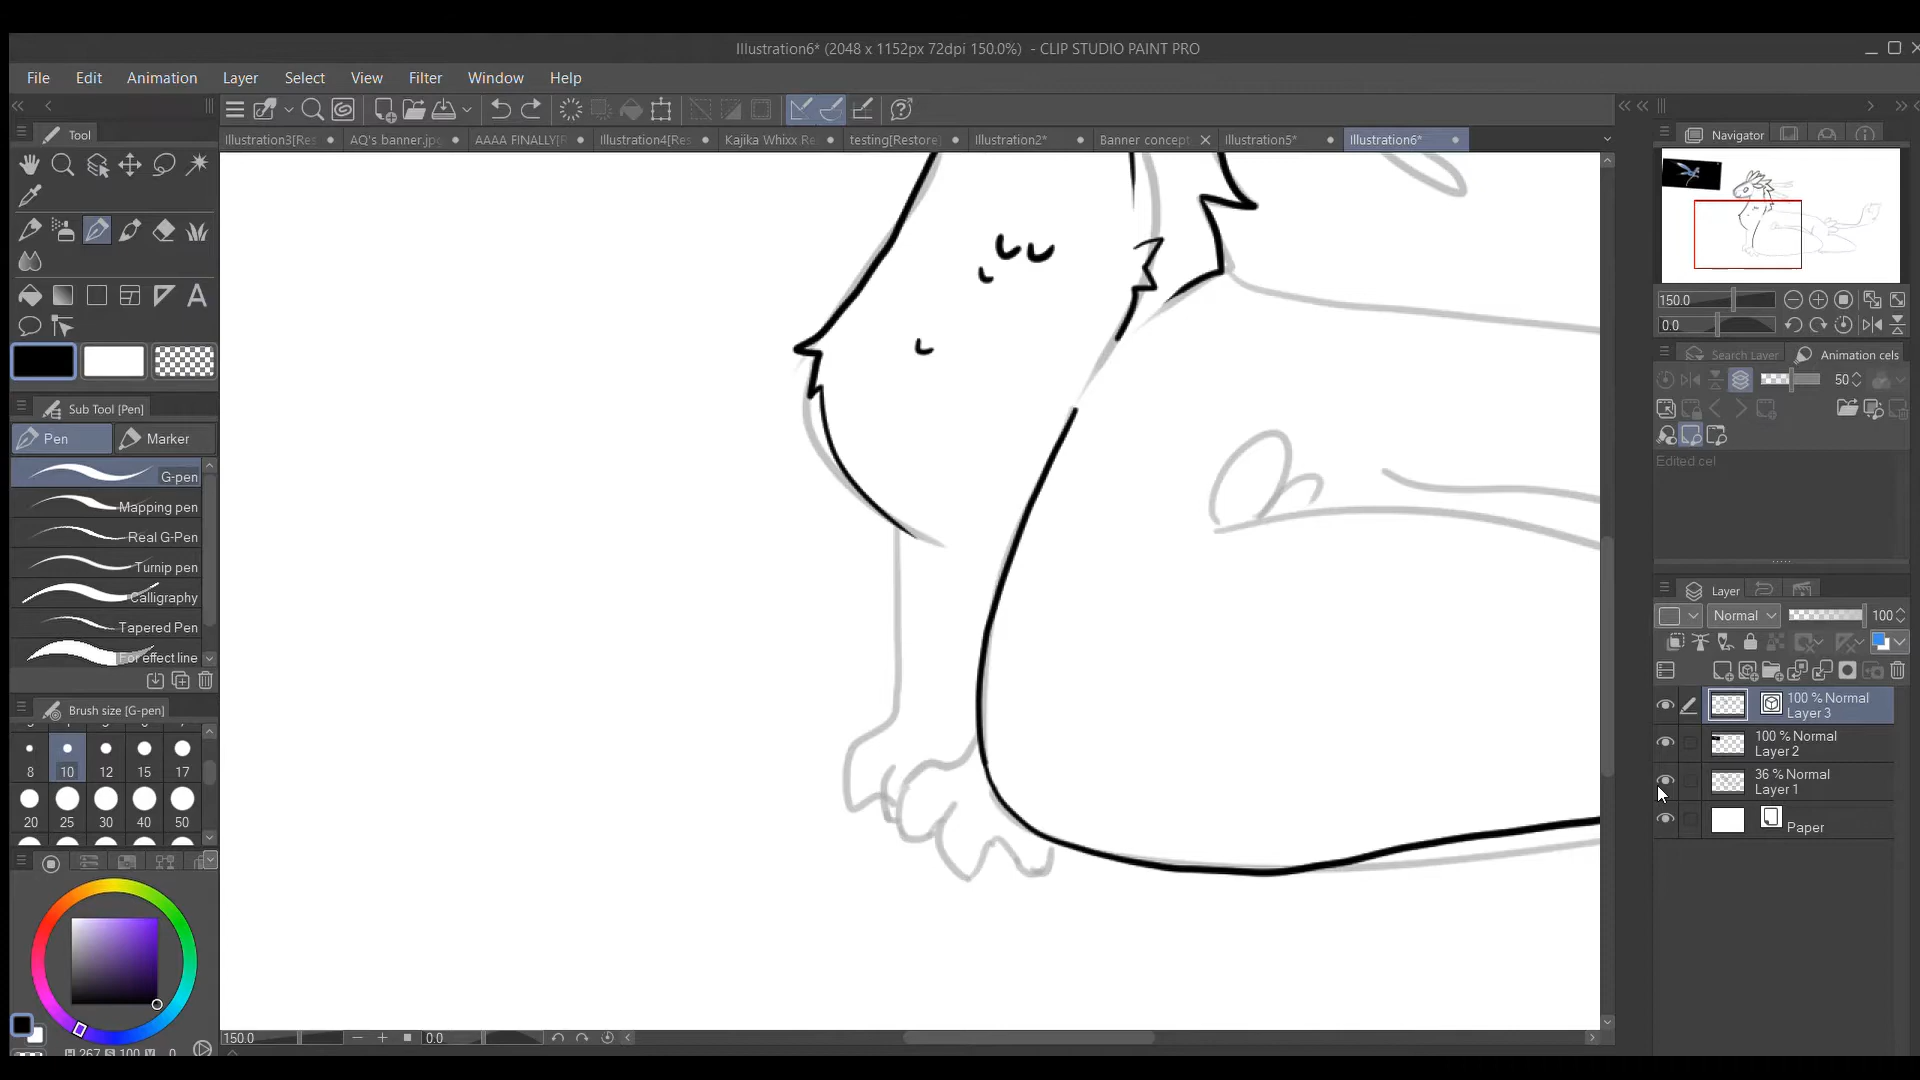 Illustration6* (2048 x 1152px 72dpi 150.0%)  - CLIP STUDIO PAINT PRO
File Edit Animation Layer Select View Filter Window Help
Tool
Illustration3[Res AQ's banner.jpg AAAA FINALLY[R Illustration4[Res Kajika Whixx Re testing[Restore Illustration2* Banner concept Illustration5* Illustration6*
Navigator
150.0
0.0
Search Layer Animation cels
50
Edited cel
Sub Tool [Pen]
Pen Marker
G-pen
Mapping pen
Real G-Pen
Turnip pen
Calligraphy
Tapered Pen
For effect line
Brush size [G-pen]
8 10 12 15 17
20 25 30 40 50
Layer
Normal 100
100 % Normal
Layer 3
100 % Normal
Layer 2
36 % Normal
Layer 1
Paper
150.0 0.0
H 267 S 100 V 0